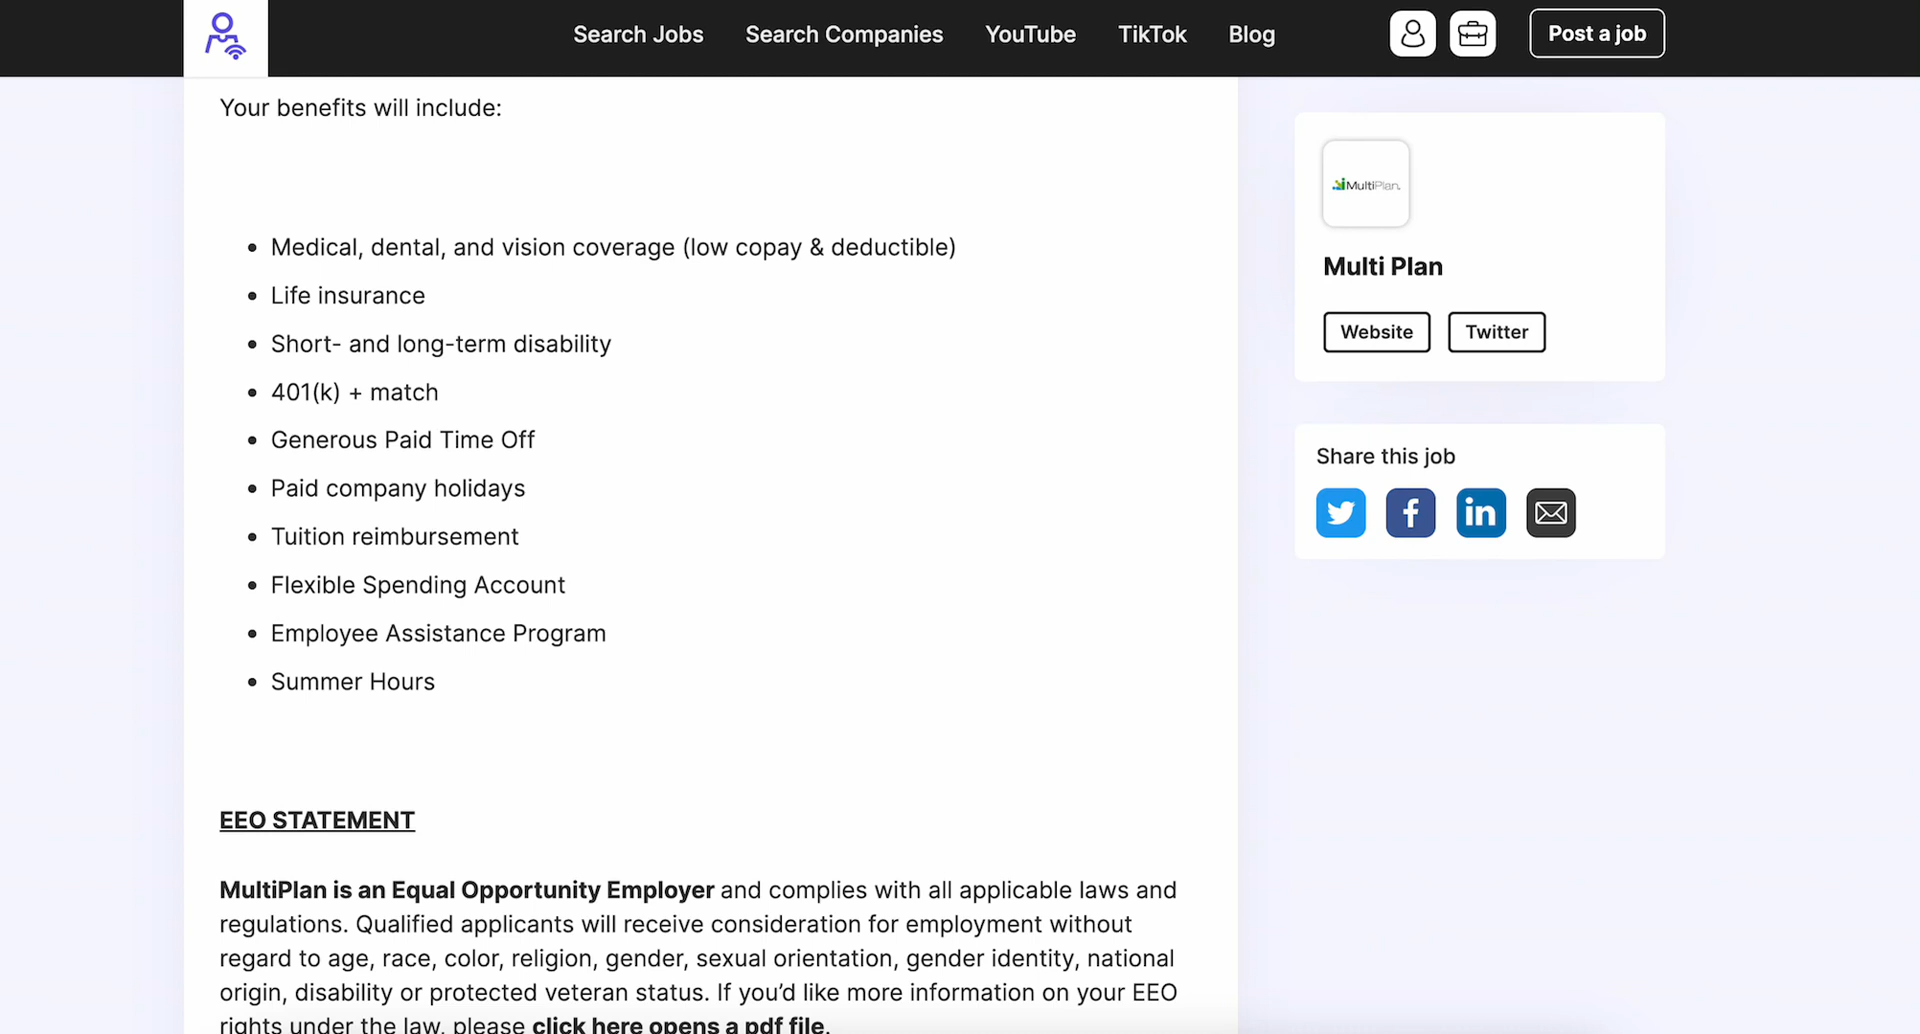 Search Jobs
Search Companies
YouTube
TikTok
Blog
Post a job
Your benefits will include:
Medical, dental, and vision coverage (low copay & deductible)
Life insurance
Short- and long-term disability
401(k) + match
Generous Paid Time Off
Paid company holidays
Tuition reimbursement
Flexible Spending Account
Employee Assistance Program
Summer Hours
EEO STATEMENT
MultiPlan is an Equal Opportunity Employer and complies with all applicable laws and
regulations. Qualified applicants will receive consideration for employment without
regard to age, race, color, religion, gender, sexual orientation, gender identity, national
origin, disability or protected veteran status. If you’d like more information on your EEO
rights under the law, please click here opens a pdf file.
MultiPlan.
Multi Plan
Website
Twitter
Share this job